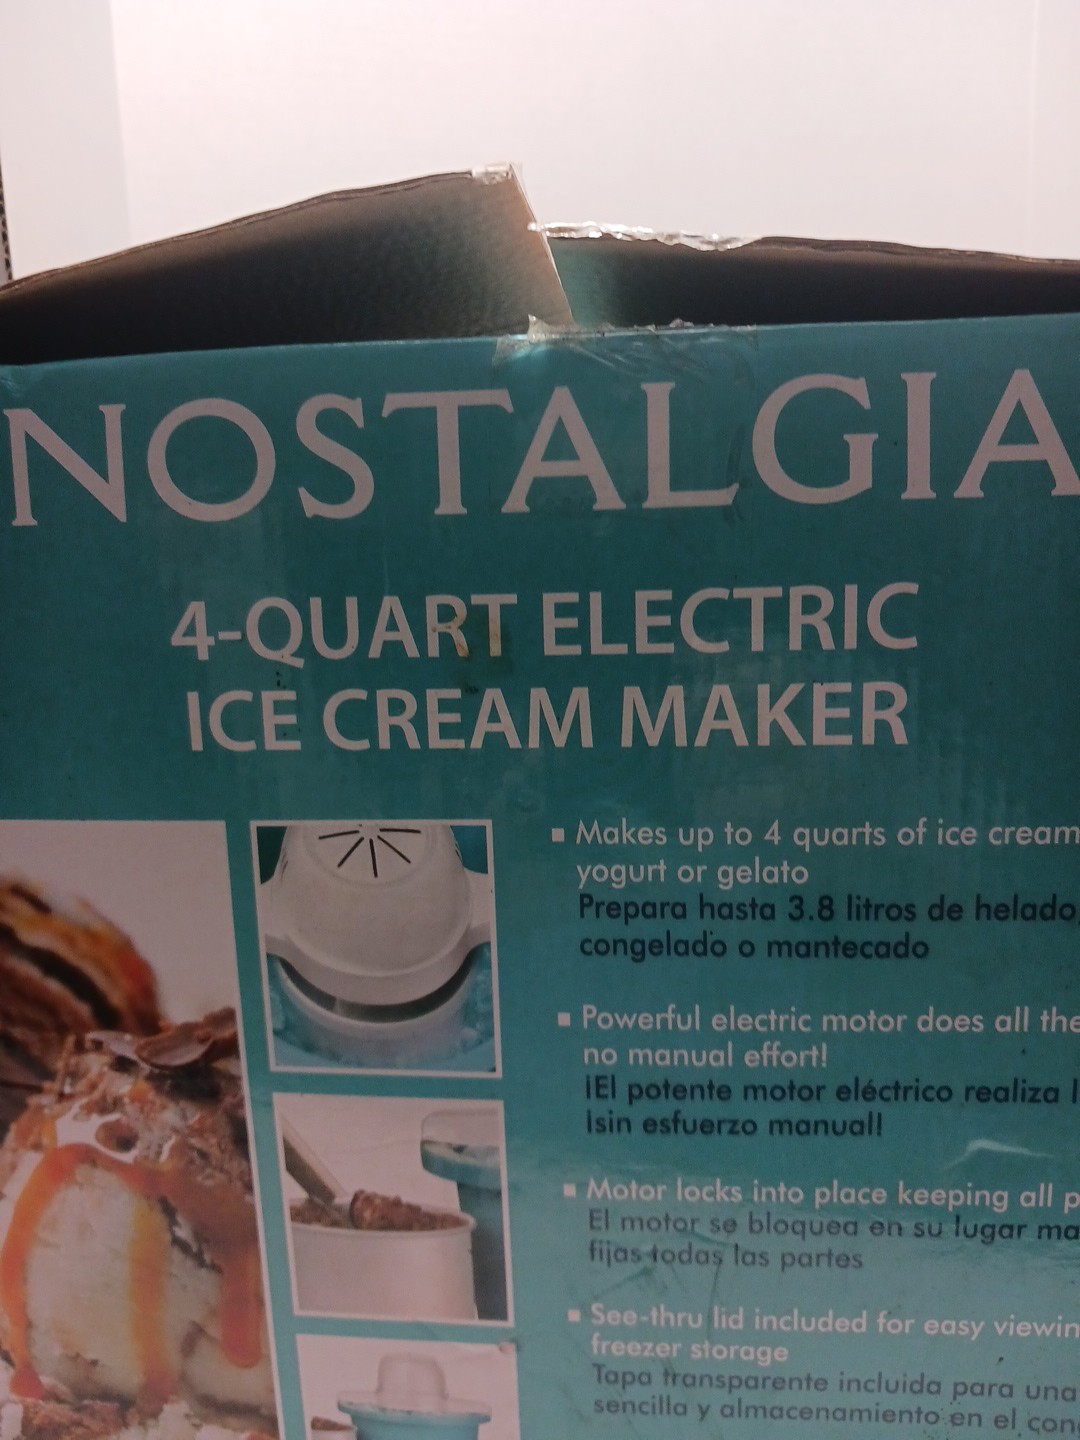 NOSTALGIA
4-QUART ELECTRIC
ICE CREAM MAKER
Makes up to 4 quarts of ice cream
yogurt or gelato
Prepara hasta 3.8 litros de helado
congelado o mantecado
Powerful electric motor does all the
no manual effort!
¡El potente motor eléctrico realiza
¡sin esfuerzo manual!
Motor locks into place keeping all
El motor se bloquea en su lugar
fijas todas las partes
See-thru lid included for easy
freezer storage
Tapa transparente incluida para una
sencilla y almacenamiento en el